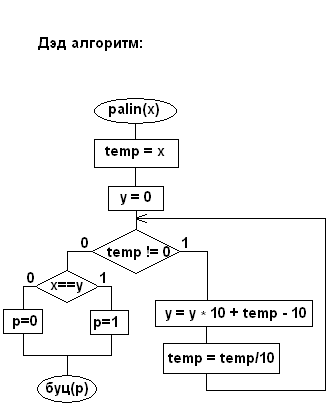 Дэд алгоритм:
palin(x)
temp = x
y = 0
0 temp != 0 1
0 x==y 1
p=0 p=1
y = y * 10 + temp - 10
temp = temp/10
буц(p)